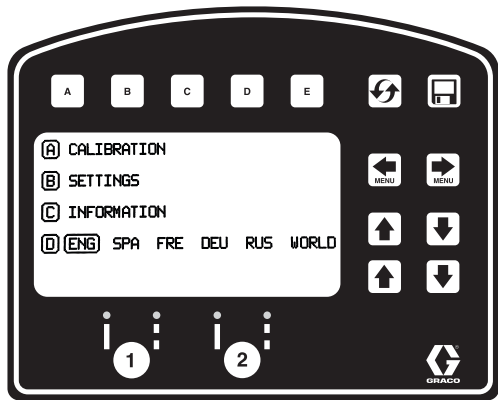 A B C D E
A CALIBRATION
MENU MENU
B SETTINGS
C INFORMATION
D ENG SPA FRE DEU RUS WORLD
1 2
GRACO